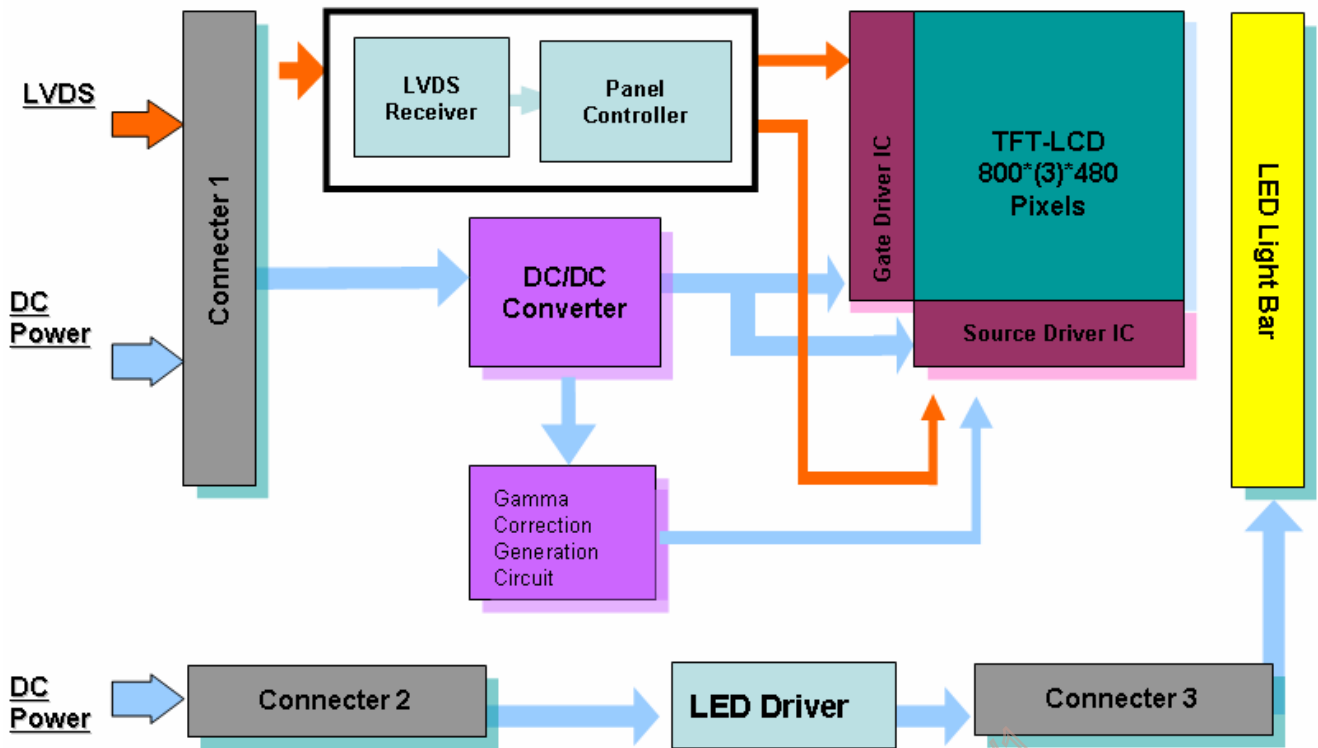 LVDS
DC
Power
Connecter 1
LVDS
Receiver
Panel
Controller
Gate Driver IC
TFT-LCD
800*(3)*480
Pixels
Source Driver IC
LED Light Bar
DC/DC
Converter
Gamma
Correction
Generation
Circuit
DC
Power
Connecter 2
LED Driver
Connecter 3